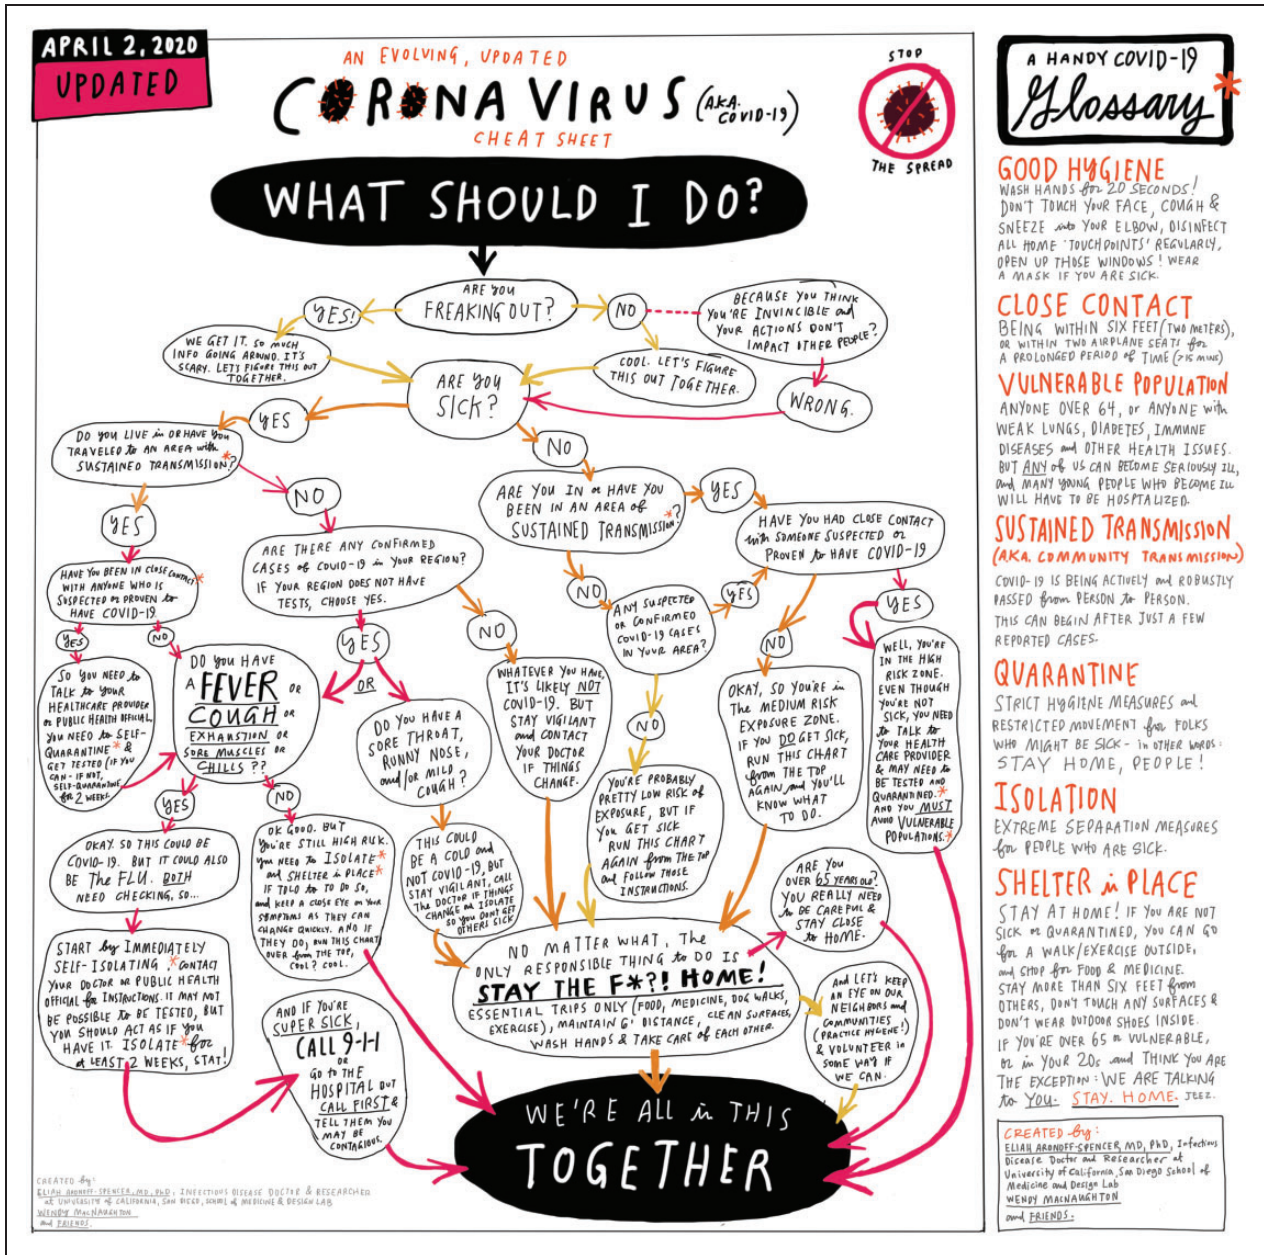 APRIL 2, 2020
UPDATED
AN EVOLVING, UPDATED
CORONA VIRUS (A.K.A. COVID-19)
CHEAT SHEET
STOP
THE SPREAD
WHAT SHOULD I DO?
ARE YOU
FREAKING OUT?
YES!
NO
BECAUSE YOU THINK
YOU'RE INVINCIBLE and
YOUR ACTIONS DON'T
IMPACT OTHER PEOPLE?
WE GET IT. SO MUCH
INFO GOING AROUND. IT'S
SCARY. LET'S FIGURE THIS OUT
TOGETHER.
COOL. LET'S FIGURE
THIS OUT TOGETHER.
WRONG.
ARE YOU
SICK?
YES
NO
DO YOU LIVE in OR HAVE YOU
TRAVELED to AN AREA with
SUSTAINED TRANSMISSION*?
YES
NO
HAVE YOU BEEN IN CLOSE CONTACT*
WITH ANYONE WHO IS
SUSPECTED or PROVEN to
HAVE COVID-19
YES
NO
SO YOU NEED to
TALK to YOUR
HEALTHCARE PROVIDER
or PUBLIC HEALTH OFFICIAL.
YOU NEED to SELF-
QUARANTINE* &
GET TESTED (IF YOU
CAN - IF NOT,
SELF-QUARANTINE
for 2 WEEKS.
DO YOU HAVE
A FEVER OR
COUGH OR
EXHAUSTION OR
SORE MUSCLES OR
CHILLS ??
YES
NO
OKAY. SO THIS COULD BE
COVID-19. BUT IT COULD ALSO
BE The FLU. BOTH
NEED CHECKING, SO...
START by IMMEDIATELY
SELF-ISOLATING.* CONTACT
YOUR DOCTOR or PUBLIC HEALTH
OFFICIAL for INSTRUCTIONS. IT MAY NOT
BE POSSIBLE to BE TESTED, BUT
YOU SHOULD ACT AS IF YOU
HAVE IT. ISOLATE* for
at LEAST 2 WEEKS, STAT!
OK GOOD. BUT
YOU'RE STILL HIGH RISK.
YOU NEED to ISOLATE*
and SHELTER in PLACE*
IF TOLD to TO DO SO,
and KEEP A CLOSE EYE on YOUR
SYMPTOMS AS THEY CAN
CHANGE QUICKLY. AND IF
THEY DO, RUN THIS CHART
OVER from THE TOP,
COOL? COOL.
AND IF YOU'RE
SUPER SICK,
CALL 9-1-1
OR
GO to THE
HOSPITAL but
CALL FIRST &
TELL THEM YOU
MAY BE
CONTAGIOUS.
ARE THERE ANY CONFIRMED
CASES of COVID-19 in YOUR REGION?
IF YOUR REGION DOES NOT HAVE
TESTS, CHOOSE YES.
YES
OR
NO
DO YOU HAVE A
SORE THROAT,
RUNNY NOSE,
and/or MILD
COUGH?
THIS COULD
BE A COLD and
NOT COVID-19, BUT
STAY VIGILANT, CALL
THE DOCTOR IF THINGS
CHANGE or ISOLATE
SO YOU DON'T GET
OTHERS SICK
WHATEVER YOU HAVE,
IT'S LIKELY NOT
COVID-19. BUT
STAY VIGILANT
and CONTACT
YOUR DOCTOR
IF THINGS
CHANGE.
ARE YOU IN or HAVE YOU
BEEN IN AN AREA of
SUSTAINED TRANSMISSION*?
YES
NO
ANY SUSPECTED
OR CONFIRMED
COVID-19 CASES
IN YOUR AREA?
YES
NO
YOU'RE PROBABLY
PRETTY LOW RISK of
EXPOSURE, BUT IF
YOU GET SICK
RUN THIS CHART
AGAIN from THE TOP
and FOLLOW THOSE
INSTRUCTIONS.
HAVE YOU HAD CLOSE CONTACT
with SOMEONE SUSPECTED or
PROVEN to HAVE COVID-19
NO
YES
OKAY, SO YOU'RE in
The MEDIUM RISK
EXPOSURE ZONE.
IF YOU DO GET SICK,
RUN THIS CHART
from THE TOP
AGAIN and YOU'LL
KNOW WHAT
TO DO.
WELL, YOU'RE
IN THE HIGH
RISK ZONE.
EVEN THOUGH
YOU'RE NOT
SICK, YOU NEED
to TALK to
YOUR HEALTH
CARE PROVIDER
& MAY NEED to
BE TESTED AND
QUARANTINED.*
AND YOU MUST
AVOID VULNERABLE
POPULATIONS.*
NO MATTER WHAT, The
ONLY RESPONSIBLE THING to DO IS
STAY THE F*?! HOME!
ESSENTIAL TRIPS ONLY (FOOD, MEDICINE, DOG WALKS,
EXERCISE), MAINTAIN 6' DISTANCE, CLEAN SURFACES,
WASH HANDS & TAKE CARE of EACH OTHER.
ARE YOU
OVER 65 YEARS OLD?
YOU REALLY NEED
to BE CAREFUL &
STAY CLOSE
to HOME.
AND LET'S KEEP
AN EYE ON OUR
NEIGHBORS and
COMMUNITIES
(PRACTICE HYGIENE!)
& VOLUNTEER in
SOME WAY IF
WE CAN.
WE'RE ALL in THIS
TOGETHER
CREATED by:
ELIAH ARONOFF-SPENCER, MD, PhD, INFECTIOUS DISEASE DOCTOR & RESEARCHER
at UNIVERSITY of CALIFORNIA, SAN DIEGO, SCHOOL of MEDICINE & DESIGN LAB
WENDY MACNAUGHTON
and FRIENDS.
A HANDY COVID-19
Glossary*
GOOD HYGIENE
WASH HANDS for 20 SECONDS!
DON'T TOUCH YOUR FACE, COUGH &
SNEEZE into YOUR ELBOW, DISINFECT
ALL HOME 'TOUCHPOINTS' REGULARLY,
OPEN UP THOSE WINDOWS! WEAR
A MASK IF YOU ARE SICK.
CLOSE CONTACT
BEING WITHIN SIX FEET (TWO METERS),
OR WITHIN TWO AIRPLANE SEATS for
A PROLONGED PERIOD of TIME (>15 MINS)
VULNERABLE POPULATION
ANYONE OVER 64, or ANYONE with
WEAK LUNGS, DIABETES, IMMUNE
DISEASES and OTHER HEALTH ISSUES.
BUT ANY of US CAN BECOME SERIOUSLY ILL,
and MANY YOUNG PEOPLE WHO BECOME ILL
WILL HAVE TO BE HOSPTALIZED.
SUSTAINED TRANSMISSION
(AKA. COMMUNITY TRANSMISSION)
COVID-19 IS BEING ACTIVELY and ROBUSTLY
PASSED from PERSON to PERSON.
THIS CAN BEGIN AFTER JUST A FEW
REPORTED CASES.
QUARANTINE
STRICT HYGIENE MEASURES and
RESTRICTED MOVEMENT for FOLKS
WHO MIGHT BE SICK - in OTHER WORDS:
STAY HOME, PEOPLE!
ISOLATION
EXTREME SEPARATION MEASURES
for PEOPLE WHO ARE SICK.
SHELTER in PLACE
STAY AT HOME! IF YOU ARE NOT
SICK or QUARANTINED, YOU CAN GO
for A WALK/EXERCISE OUTSIDE,
and SHOP for FOOD & MEDICINE.
STAY MORE THAN SIX FEET from
OTHERS, DON'T TOUCH ANY SURFACES &
DON'T WEAR OUTDOOR SHOES INSIDE.
IF YOU'RE OVER 65 or VULNERABLE,
or in YOUR 20s and THINK YOU ARE
THE EXCEPTION: WE ARE TALKING
to YOU. STAY. HOME. JEEZ.
CREATED by:
ELIAH ARONOFF-SPENCER MD, PhD, Infectious
Disease Doctor and Researcher at
University of California, San Diego School of
Medicine and Design Lab
WENDY MACNAUGHTON
and FRIENDS.